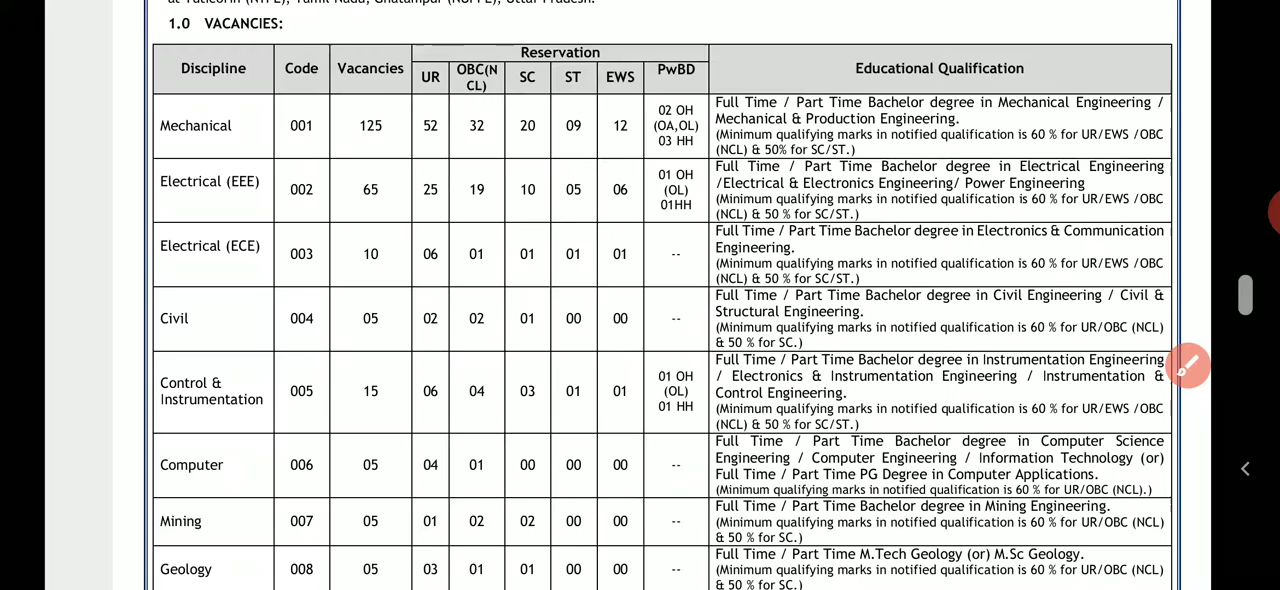 at Tuticorin (NTPL), Tamil Nadu, Ghatampur (NUPPL), Uttar Pradesh.
1.0 VACANCIES:
Discipline Code Vacancies Reservation Educational Qualification
UR OBC(N SC ST EWS PwBD
CL)
Mechanical 001 125 52 32 20 09 12 02 OH
(OA,OL)
03 HH
Full Time / Part Time Bachelor degree in Mechanical Engineering /
Mechanical & Production Engineering.
(Minimum qualifying marks in notified qualification is 60 % for UR/EWS /OBC
(NCL) & 50% for SC/ST.)
Electrical (EEE) 002 65 25 19 10 05 06 01 OH
(OL)
01HH
Full Time / Part Time Bachelor degree in Electrical Engineering
/Electrical & Electronics Engineering/ Power Engineering
(Minimum qualifying marks in notified qualification is 60 % for UR/EWS /OBC
(NCL) & 50 % for SC/ST.)
Electrical (ECE) 003 10 06 01 01 01 01 --
Full Time / Part Time Bachelor degree in Electronics & Communication
Engineering.
(Minimum qualifying marks in notified qualification is 60 % for UR/EWS /OBC
(NCL) & 50 % for SC/ST.)
Civil 004 05 02 02 01 00 00 --
Full Time / Part Time Bachelor degree in Civil Engineering / Civil &
Structural Engineering.
(Minimum qualifying marks in notified qualification is 60 % for UR/OBC (NCL)
& 50 % for SC.)
Control &
Instrumentation 005 15 06 04 03 01 01 01 OH
(OL)
01 HH
Full Time / Part Time Bachelor degree in Instrumentation Engineering
/ Electronics & Instrumentation Engineering / Instrumentation &
Control Engineering.
(Minimum qualifying marks in notified qualification is 60 % for UR/EWS /OBC
(NCL) & 50 % for SC/ST.)
Computer 006 05 04 01 00 00 00 --
Full Time / Part Time Bachelor degree in Computer Science
Engineering / Computer Engineering / Information Technology (or)
Full Time / Part Time PG Degree in Computer Applications.
(Minimum qualifying marks in notified qualification is 60 % for UR/OBC (NCL).)
Mining 007 05 01 02 02 00 00 --
Full Time / Part Time Bachelor degree in Mining Engineering.
(Minimum qualifying marks in notified qualification is 60 % for UR/OBC (NCL)
& 50 % for SC.)
Geology 008 05 03 01 01 00 00 --
Full Time / Part Time M.Tech Geology (or) M.Sc Geology.
(Minimum qualifying marks in notified qualification is 60 % for UR/OBC (NCL)
& 50 % for SC.)